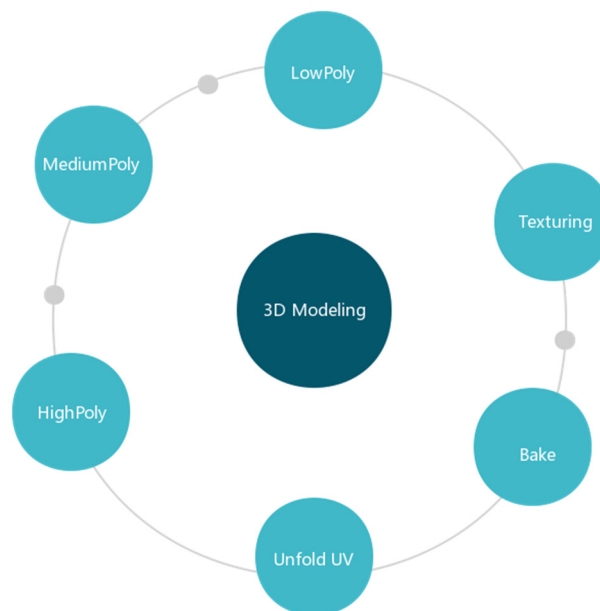 LowPoly
MediumPoly
Texturing
3D Modeling
HighPoly
Bake
Unfold UV